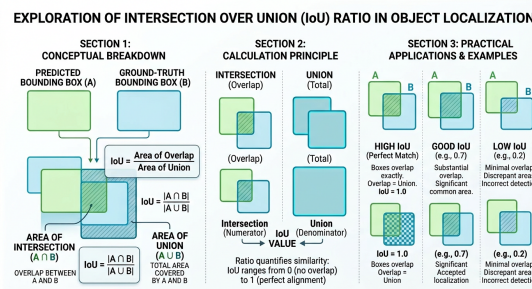 EXPLORATION OF INTERSECTION OVER UNION (IoU) RATIO IN OBJECT LOCALIZATION
SECTION 1:
CONCEPTUAL BREAKDOWN
PREDICTED
BOUNDING BOX (A)
GROUND-TRUTH
BOUNDING BOX (B)
IoU = Area of Overlap
Area of Union
IoU = |A ∩ B|
|A ∪ B|
AREA OF
INTERSECTION
(A ∩ B)
OVERLAP BETWEEN
A AND B
IoU = |A ∩ B|
|A ∪ B|
AREA OF
UNION
(A ∪ B)
TOTAL AREA
COVERED
BY A AND B
SECTION 2:
CALCULATION PRINCIPLE
INTERSECTION
(Overlap)
UNION
(Total)
(Overlap)
(Total)
Intersection
(Numerator)
IoU
VALUE
Union
(Denominator)
Ratio quantifies similarity:
IoU ranges from 0 (no overlap)
to 1 (perfect alignment)
SECTION 3: PRACTICAL
APPLICATIONS & EXAMPLES
A
B
HIGH IoU
(Perfect Match)
Boxes overlap
exactly.
Overlap = Union.
IoU = 1.0
A
B
GOOD IoU
(e.g., 0.7)
Substantial
overlap.
Significant
common area.
A
B
LOW IoU
(e.g., 0.2)
Minimal overla
Discrepant area
Incorrect detecti
IoU = 1.0
Boxes overlap
Overlap =
Union
(e.g., 0.7)
Significant
Accepted
localization
(e.g., 0.2)
Minimal overla
Discrepant area
Incorrect detecti